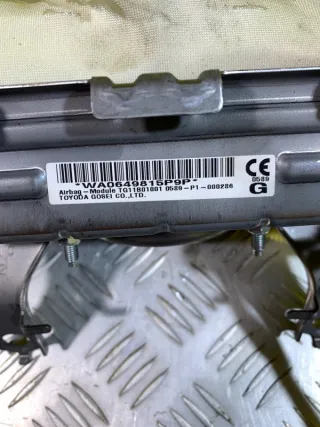 *WA0649815P9P*
Airbag-Module TG11B01001 0589-P1-000286
TOYODA GOSEI CO.,LTD.
CE
0589
G